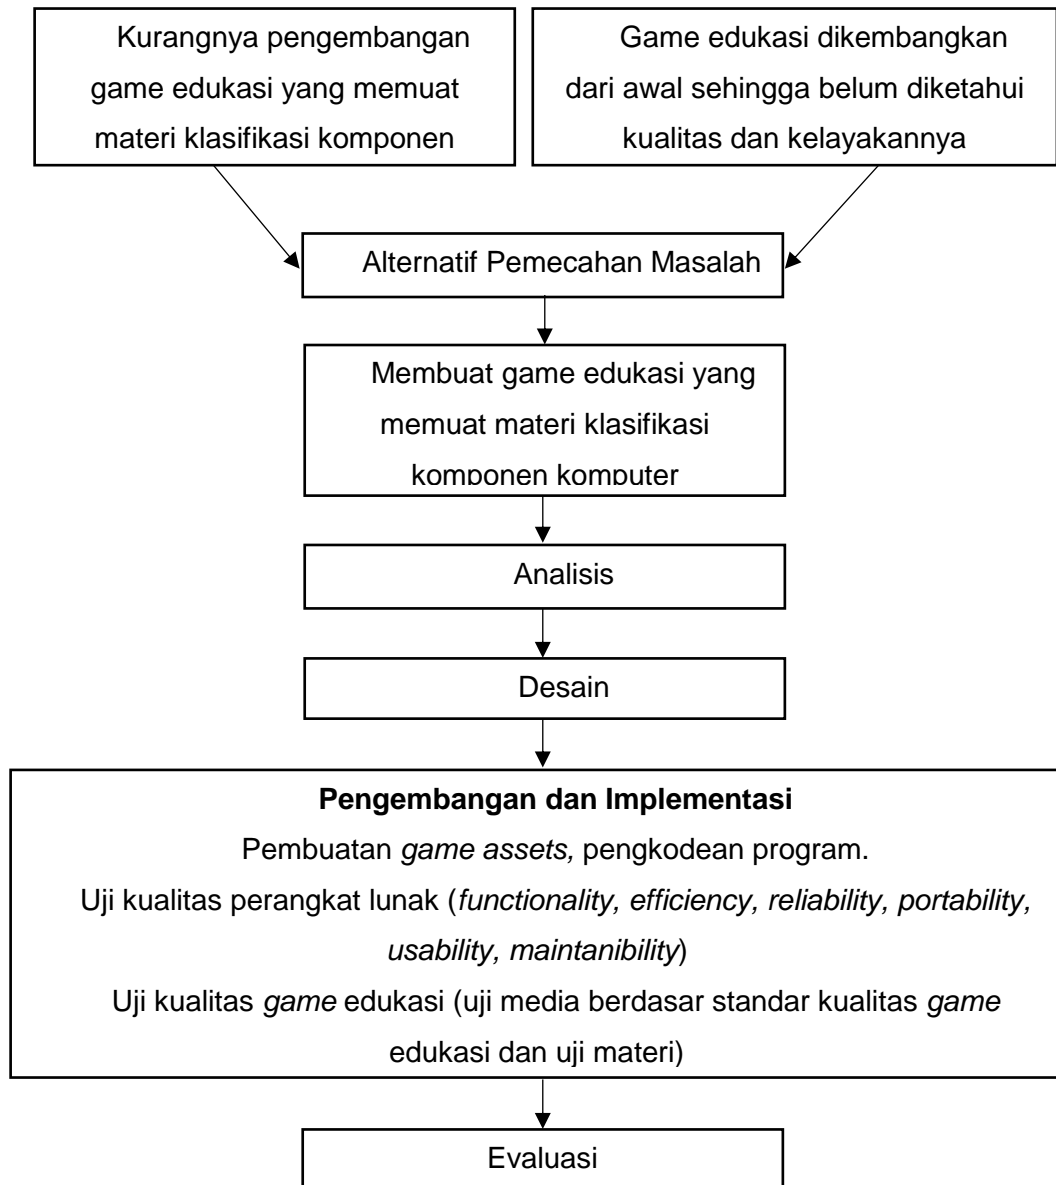 Kurangnya pengembangan
game edukasi yang memuat
materi klasifikasi komponen
Game edukasi dikembangkan
dari awal sehingga belum diketahui
kualitas dan kelayakannya
Alternatif Pemecahan Masalah
Membuat game edukasi yang
memuat materi klasifikasi
komponen komputer
Analisis
Desain
Pengembangan dan Implementasi
Pembuatan game assets, pengkodean program.
Uji kualitas perangkat lunak (functionality, efficiency, reliability, portability,
usability, maintanibility)
Uji kualitas game edukasi (uji media berdasar standar kualitas game
edukasi dan uji materi)
Evaluasi